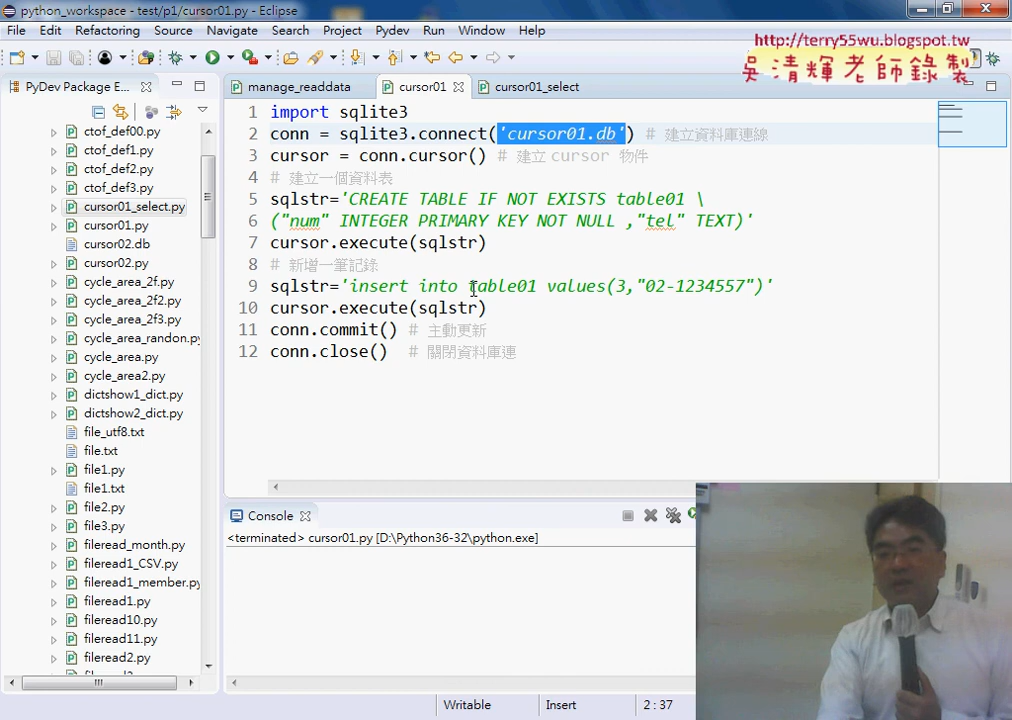 python_workspace - test/p1/cursor01.py - Eclipse
File Edit Refactoring Source Navigate Search Project Pydev Run Window Help
http://terry55wu.blogspot.tw
吳清輝老師錄製
PyDev Package E...
manage_readdata cursor01 cursor01_select
ctof_def00.py
ctof_def1.py
ctof_def2.py
ctof_def3.py
cursor01_select.py
cursor01.py
cursor02.db
cursor02.py
cycle_area_2f.py
cycle_area_2f2.py
cycle_area_2f3.py
cycle_area_randon.py
cycle_area.py
cycle_area2.py
dictshow1_dict.py
dictshow2_dict.py
file_utf8.txt
file.txt
file1.py
file1.txt
file2.py
file3.py
fileread_month.py
fileread1_CSV.py
fileread1_member.py
fileread1.py
fileread10.py
fileread11.py
fileread2.py
1 import sqlite3
2 conn = sqlite3.connect('cursor01.db') # 建立資料庫連線
3 cursor = conn.cursor() # 建立 cursor 物件
4 # 建立一個資料表
5 sqlstr='CREATE TABLE IF NOT EXISTS table01 \
6 ("num" INTEGER PRIMARY KEY NOT NULL ,"tel" TEXT)'
7 cursor.execute(sqlstr)
8 # 新增一筆記錄
9 sqlstr='insert into table01 values(3,"02-1234557")'
10 cursor.execute(sqlstr)
11 conn.commit() # 主動更新
12 conn.close() # 關閉資料庫連
Console
<terminated> cursor01.py [D:\Python36-32\python.exe]
Writable Insert 2:37